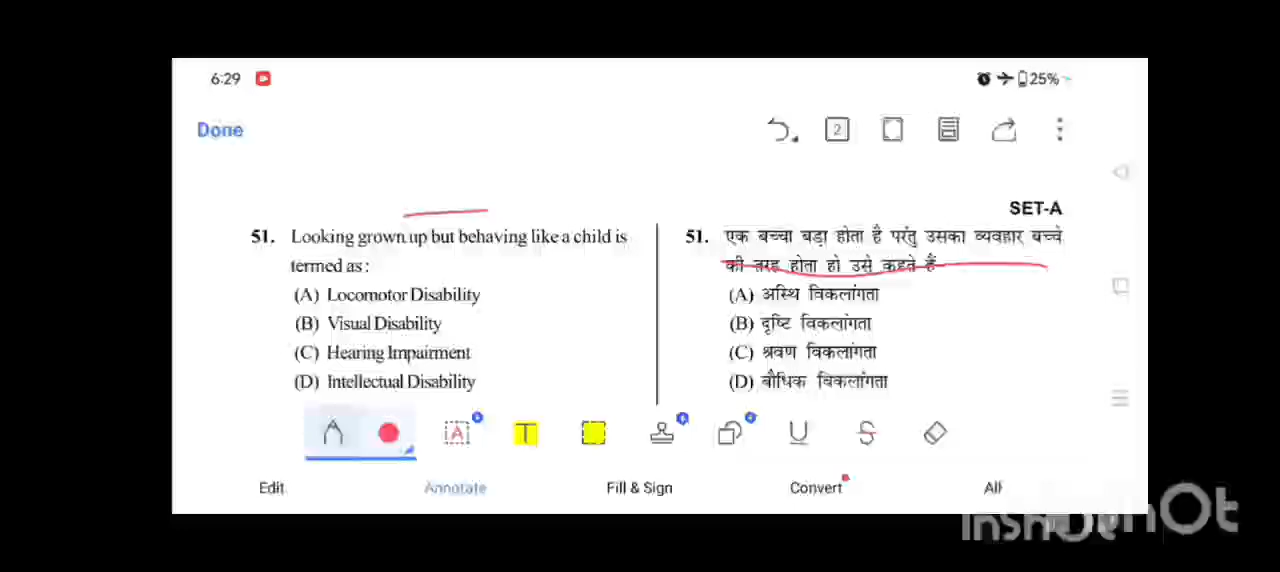 6:29
25%
Done
2
SET-A
51. Looking grown up but behaving like a child is
termed as :
(A) Locomotor Disability
(B) Visual Disability
(C) Hearing Impairment
(D) Intellectual Disability
51. एक बच्चा बड़ा होता है परंतु उसका व्यवहार बच्चे
की तरह होता हो उसे कहते हैं
(A) अस्थि विकलांगता
(B) दृष्टि विकलांगता
(C) श्रवण विकलांगता
(D) बौधिक विकलांगता
A T U S
Edit Annotate Fill & Sign Convert All